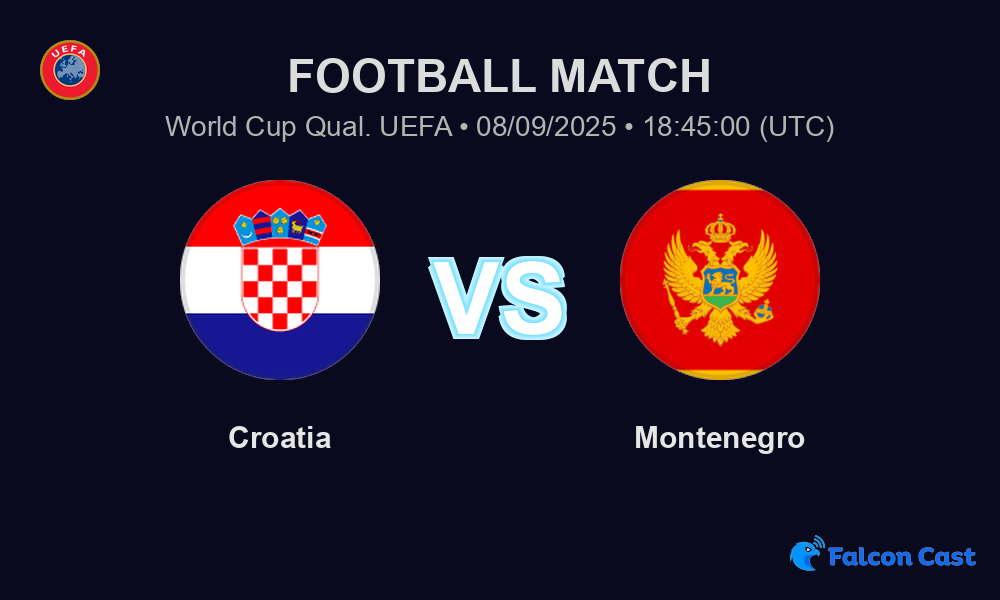 UEFA
FOOTBALL MATCH
World Cup Qual. UEFA • 08/09/2025 • 18:45:00 (UTC)
VS
Croatia
Montenegro
Falcon Cast